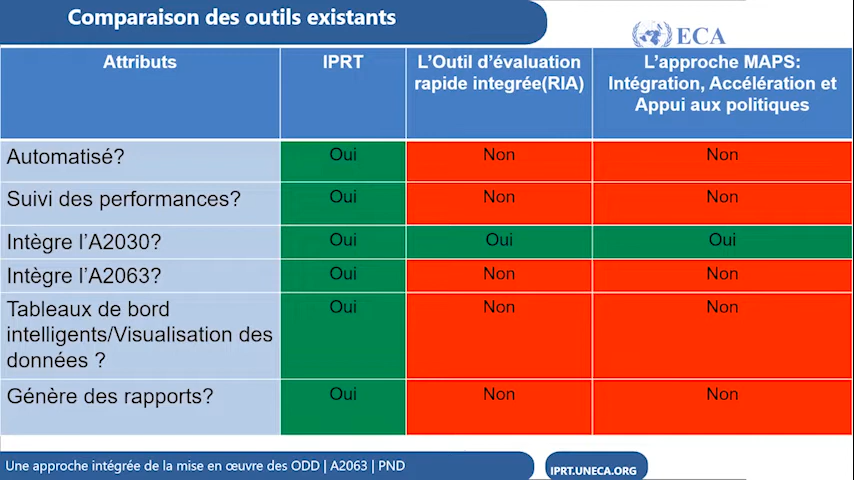 Comparaison des outils existants
ECA
Attributs
IPRT
L’Outil d’évaluation
rapide integrée(RIA)
L’approche MAPS:
Intégration, Accélération et
Appui aux politiques
Automatisé?
Oui
Non
Non
Suivi des performances?
Oui
Non
Non
Intègre l’A2030?
Oui
Oui
Oui
Intègre l’A2063?
Oui
Non
Non
Tableaux de bord
intelligents/Visualisation des
données ?
Oui
Non
Non
Génère des rapports?
Oui
Non
Non
Une approche intégrée de la mise en œuvre des ODD | A2063 | PND
IPRT.UNECA.ORG